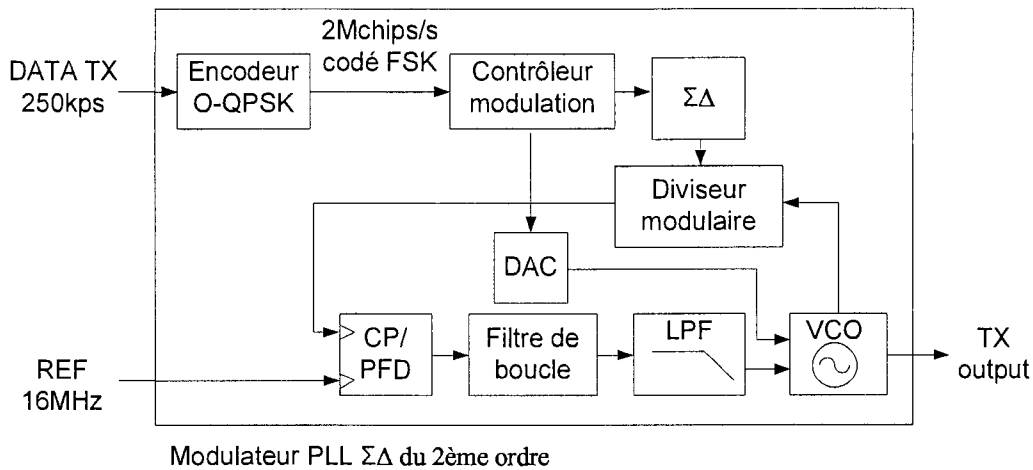 2Mchips/s
codé FSK
DATA TX
250kps
Encodeur
O-QPSK
Contrôleur
modulation
ΣΔ
Diviseur
modulaire
DAC
CP/
PFD
Filtre de
boucle
LPF
VCO
TX
output
REF
16MHz
Modulateur PLL ΣΔ du 2ème ordre